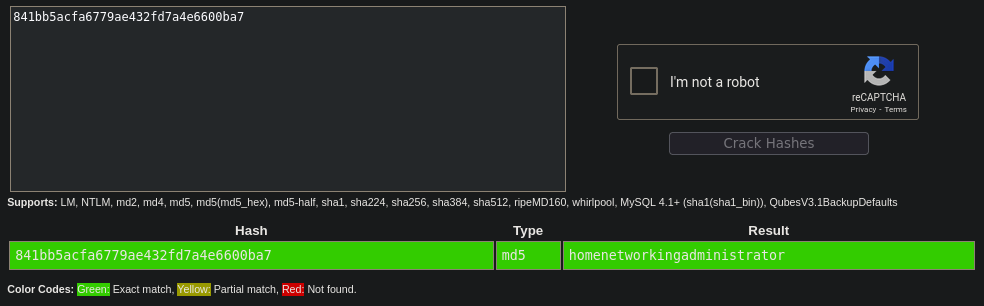 841bb5acfa6779ae432fd7a4e6600ba7
I'm not a robot
reCAPTCHA
Privacy - Terms
Crack Hashes
Supports: LM, NTLM, md2, md4, md5, md5(md5_hex), md5-half, sha1, sha224, sha256, sha384, sha512, ripeMD160, whirlpool, MySQL 4.1+ (sha1(sha1_bin)), QubesV3.1BackupDefaults
Hash Type Result
841bb5acfa6779ae432fd7a4e6600ba7 md5 homenetworkingadministrator
Color Codes: Green: Exact match, Yellow: Partial match, Red: Not found.